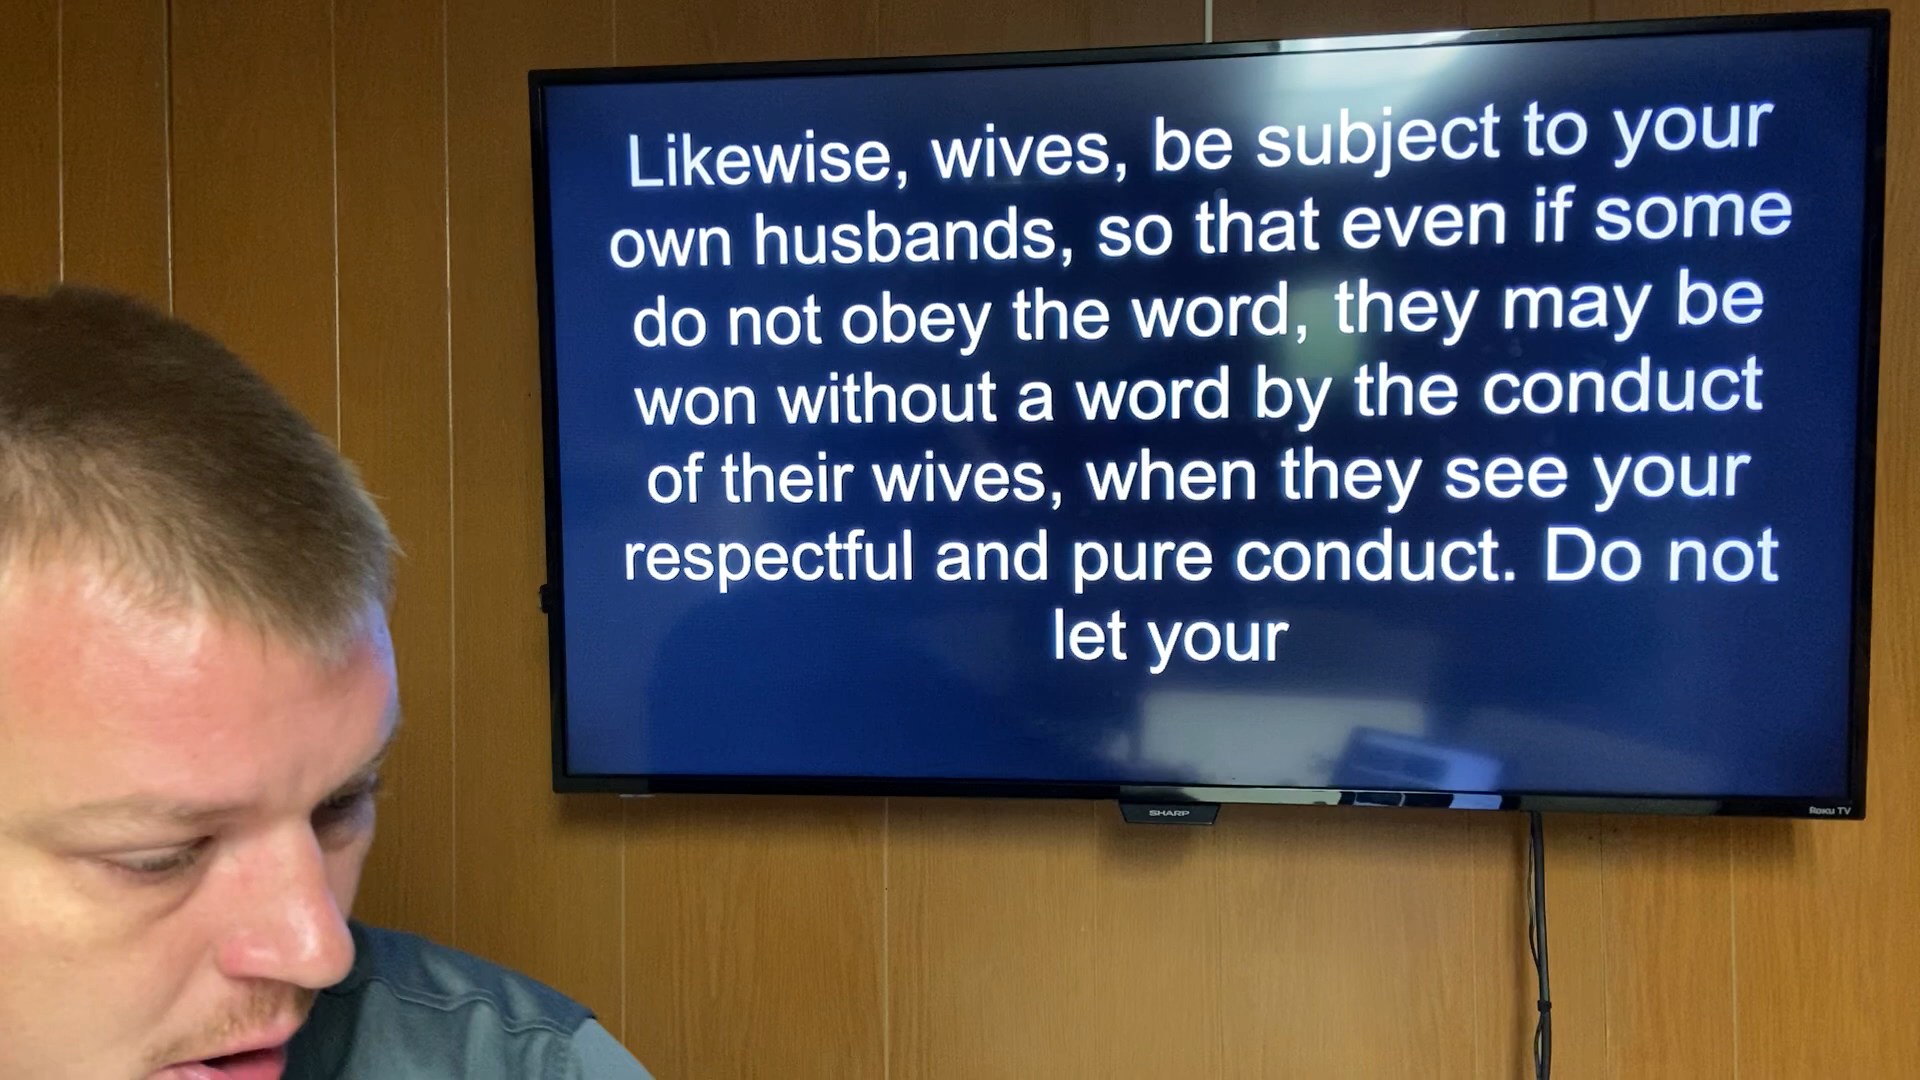 Likewise, wives, be subject to your
own husbands, so that even if some
do not obey the word, they may be
won without a word by the conduct
of their wives, when they see your
respectful and pure conduct. Do not
let your
SHARP
Roku TV